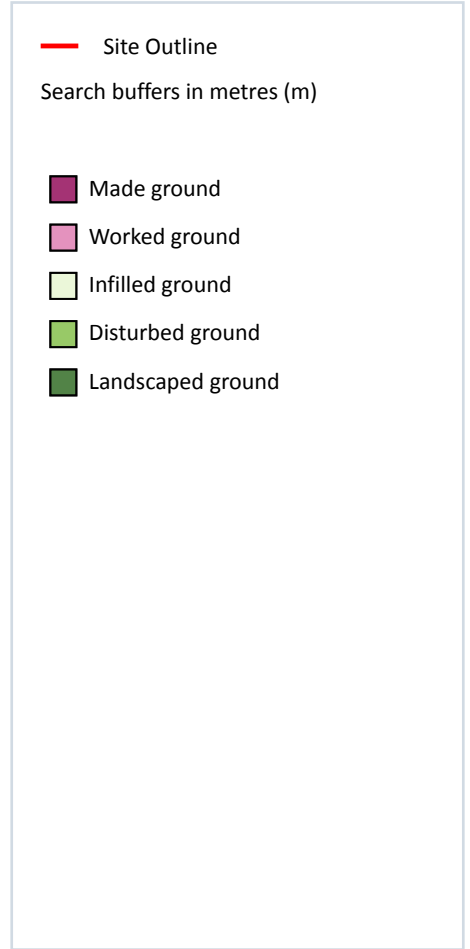 Site Outline
Search buffers in metres (m)
Made ground
Worked ground
Infilled ground
Disturbed ground
Landscaped ground